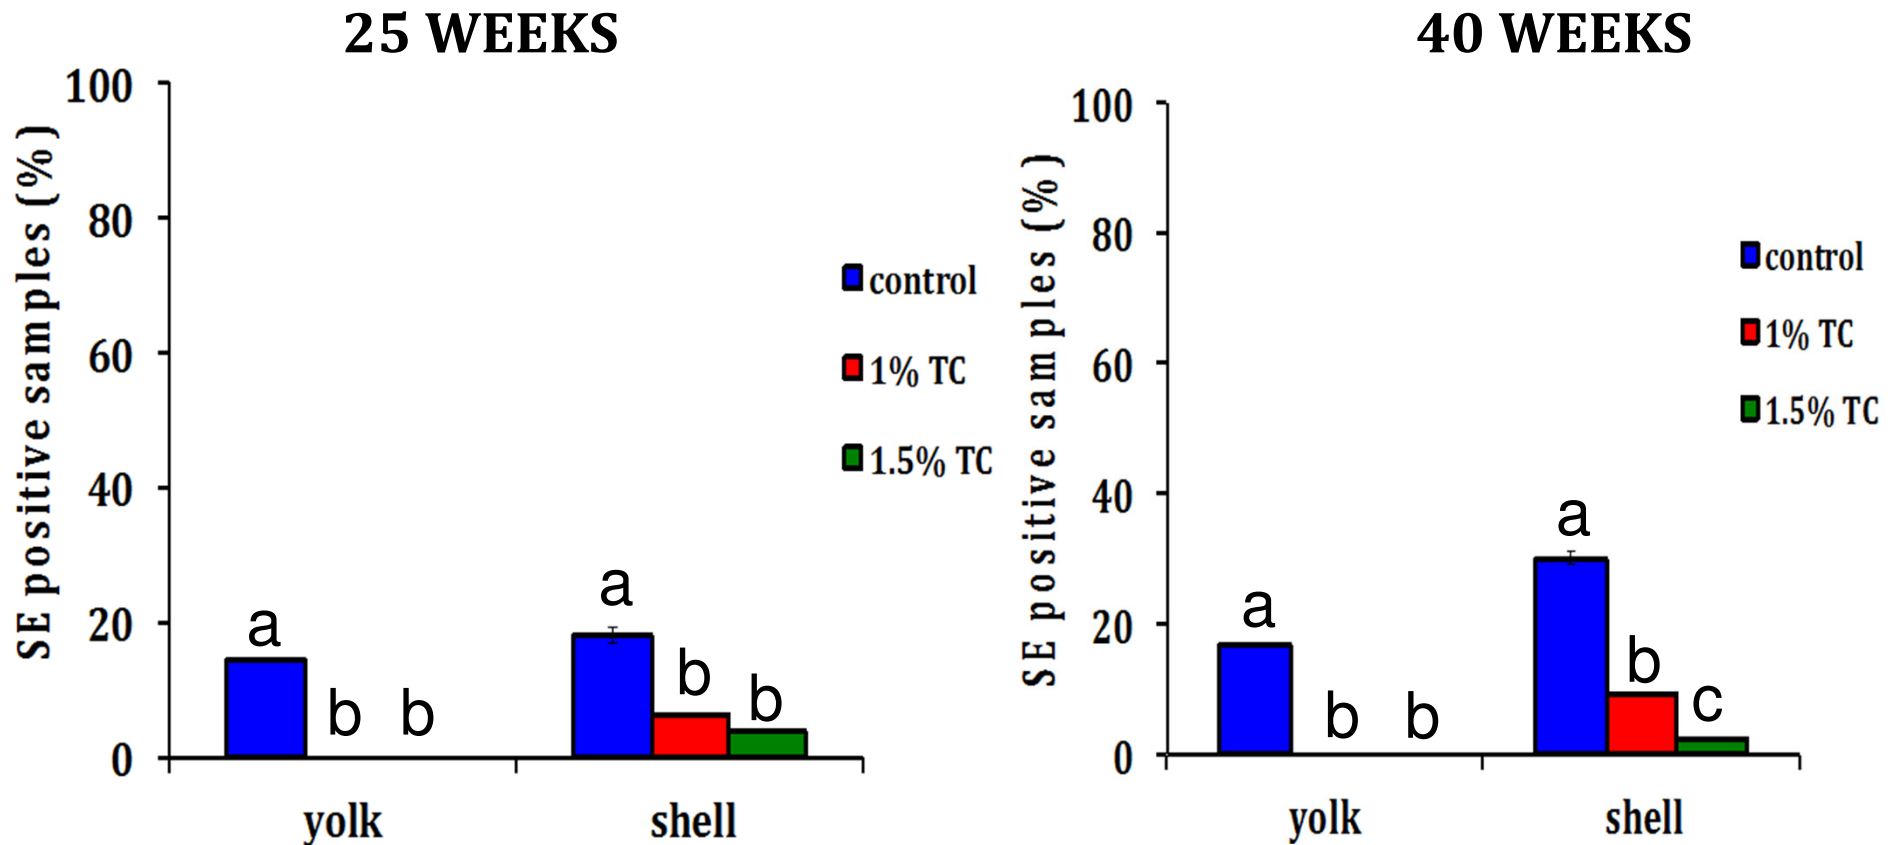 25 WEEKS
100
80
60
40
20
0
SE positive samples (%)
a
b b
a
b
b
yolk
shell
control
1% TC
1.5% TC
40 WEEKS
100
80
60
40
20
0
SE positive samples (%)
a
b b
a
b
c
yolk
shell
control
1% TC
1.5% TC